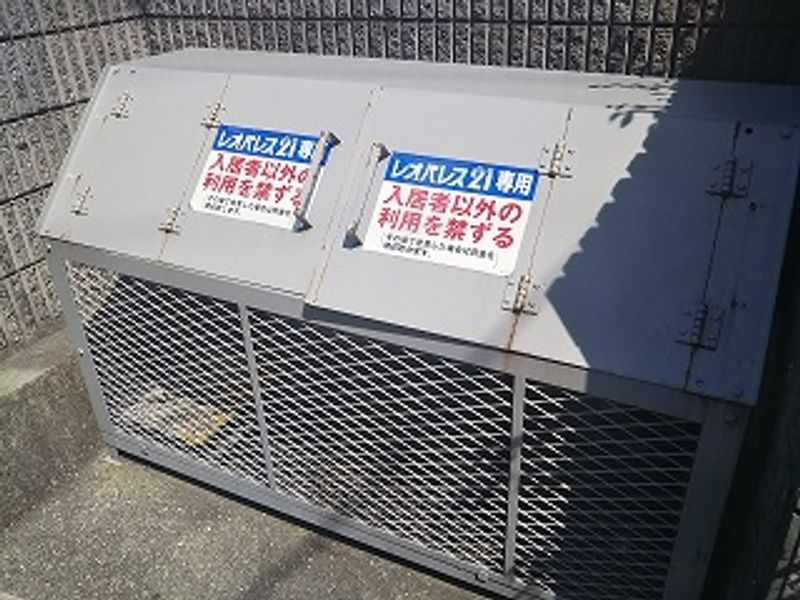 レオパレス21専
入居者以外の
利用を禁ずる
レオパレス21専用
入居者以外の
利用を禁ずる